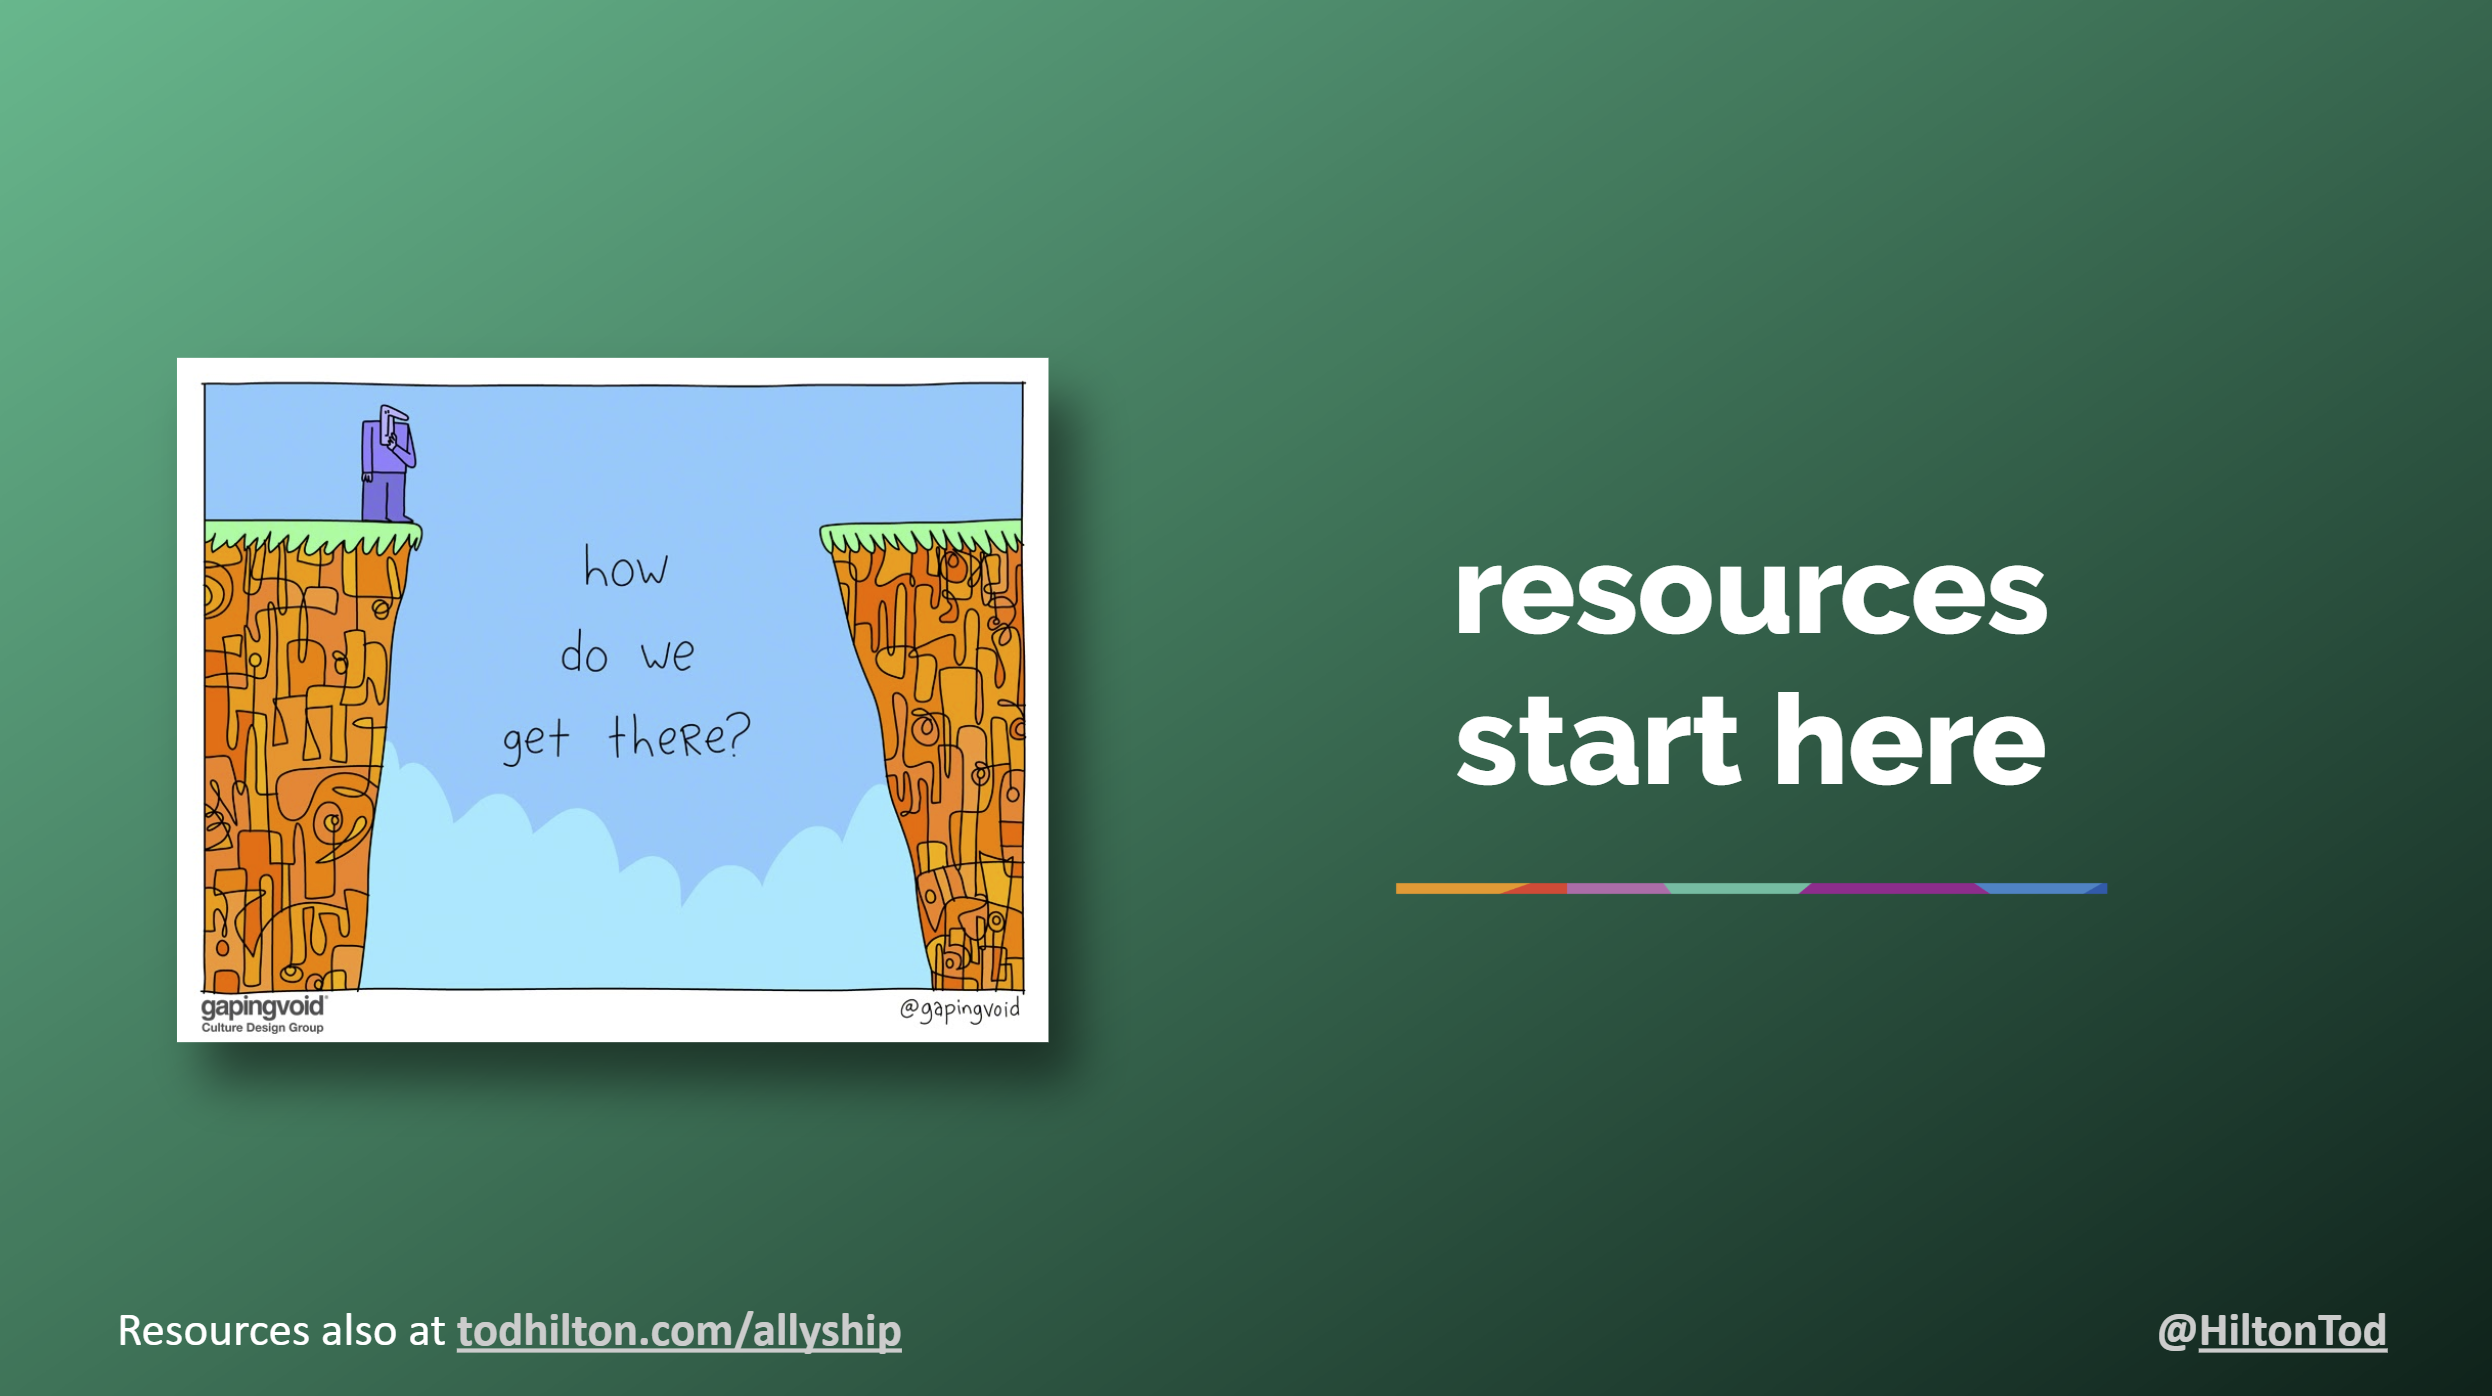 how
do we
get theRe?
gapingvoid®
Culture Design Group
@gapingvoid
resources
start here
Resources also at todhilton.com/allyship
@HiltonTod